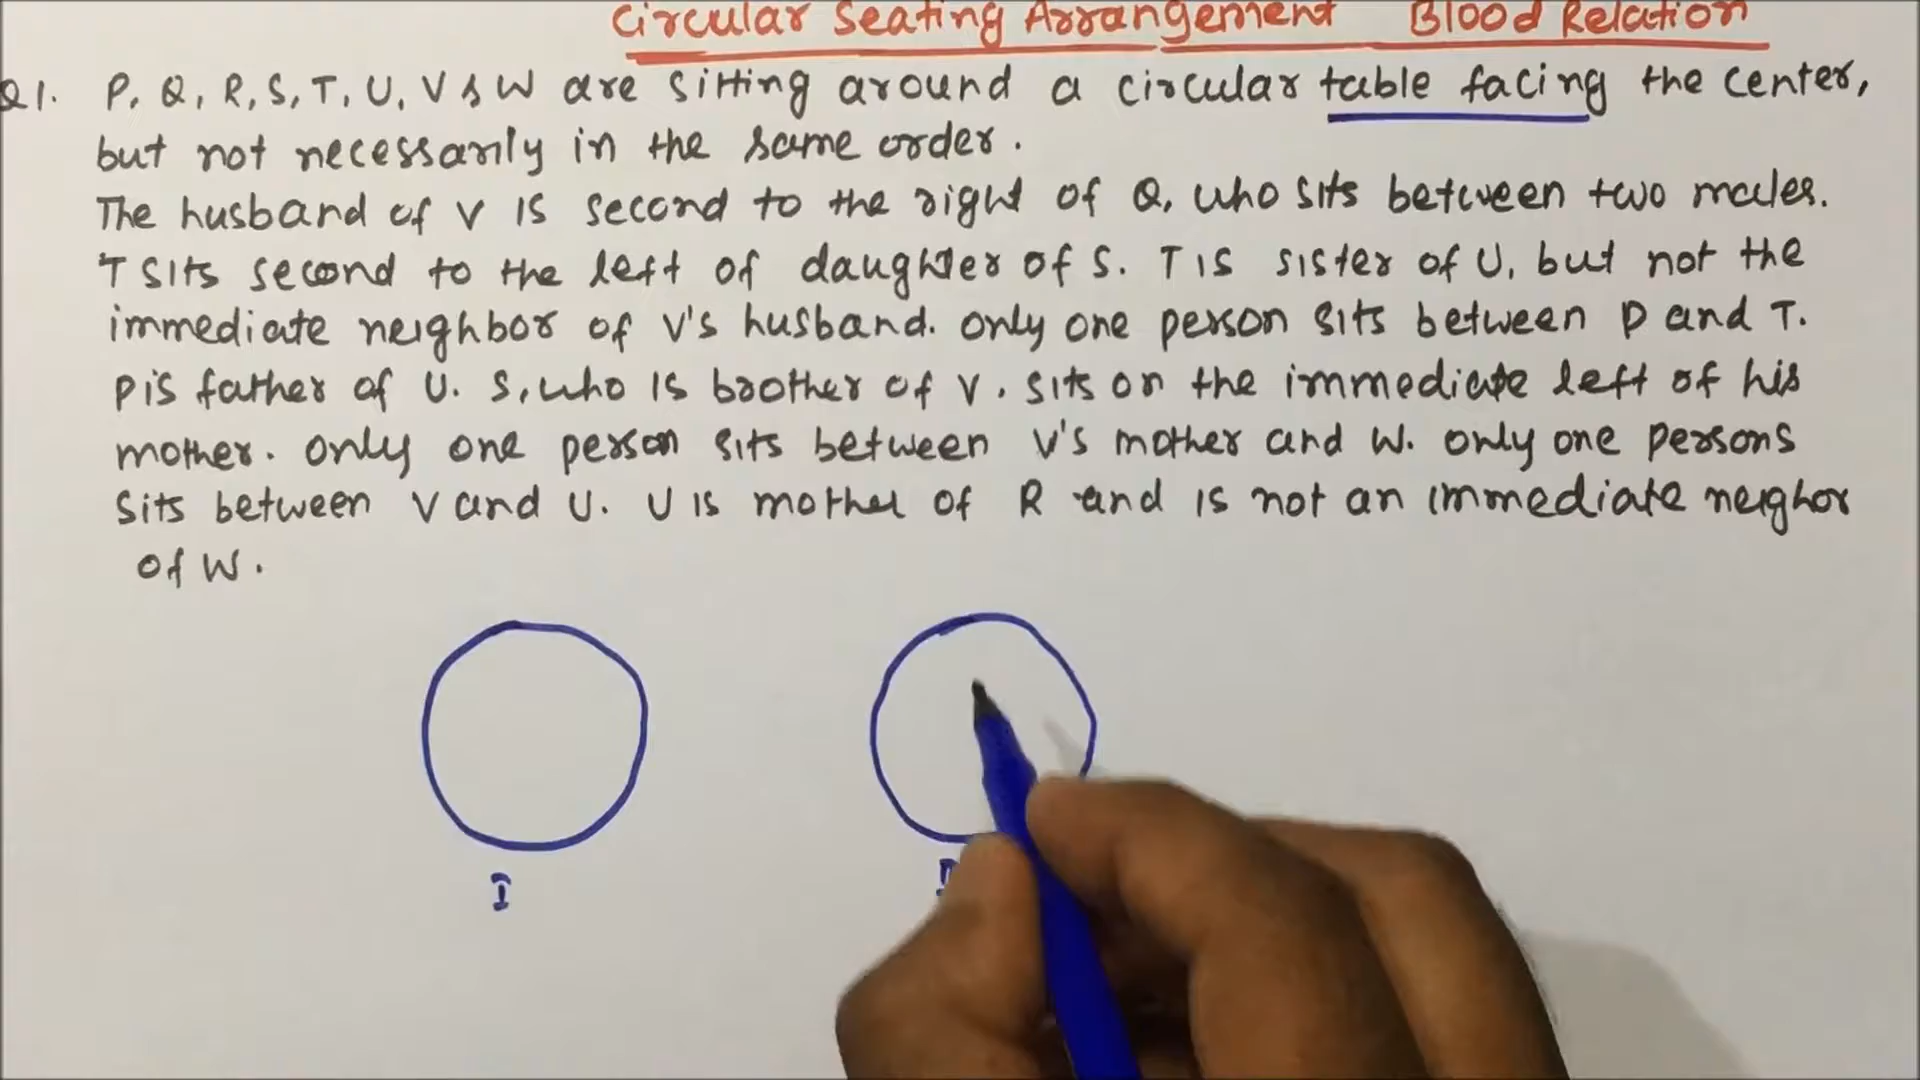 Circular Seating Arrangement Blood Relation
Q1. P, Q, R, S, T, U, V & W are sitting around a circular table facing the center,
but not necessarily in the same order.
The husband of V is second to the right of Q, who sits between two males.
T sits second to the left of daughter of S. T is sister of U, but not the
immediate neighbor of V's husband. Only one person sits between P and T.
P is father of U. S, who is brother of V, sits on the immediate left of his
mother. Only one person sits between V's mother and W. Only one persons
sits between V and U. U is mother of R and is not an immediate neighor
of W.
I